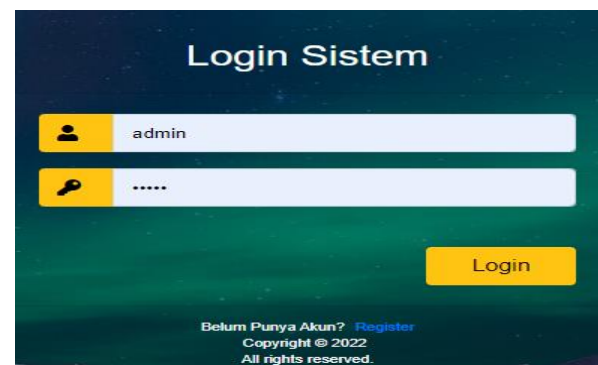 Login Sistem
admin
•••••
Login
Belum Punya Akun? Register
Copyright © 2022
All rights reserved.